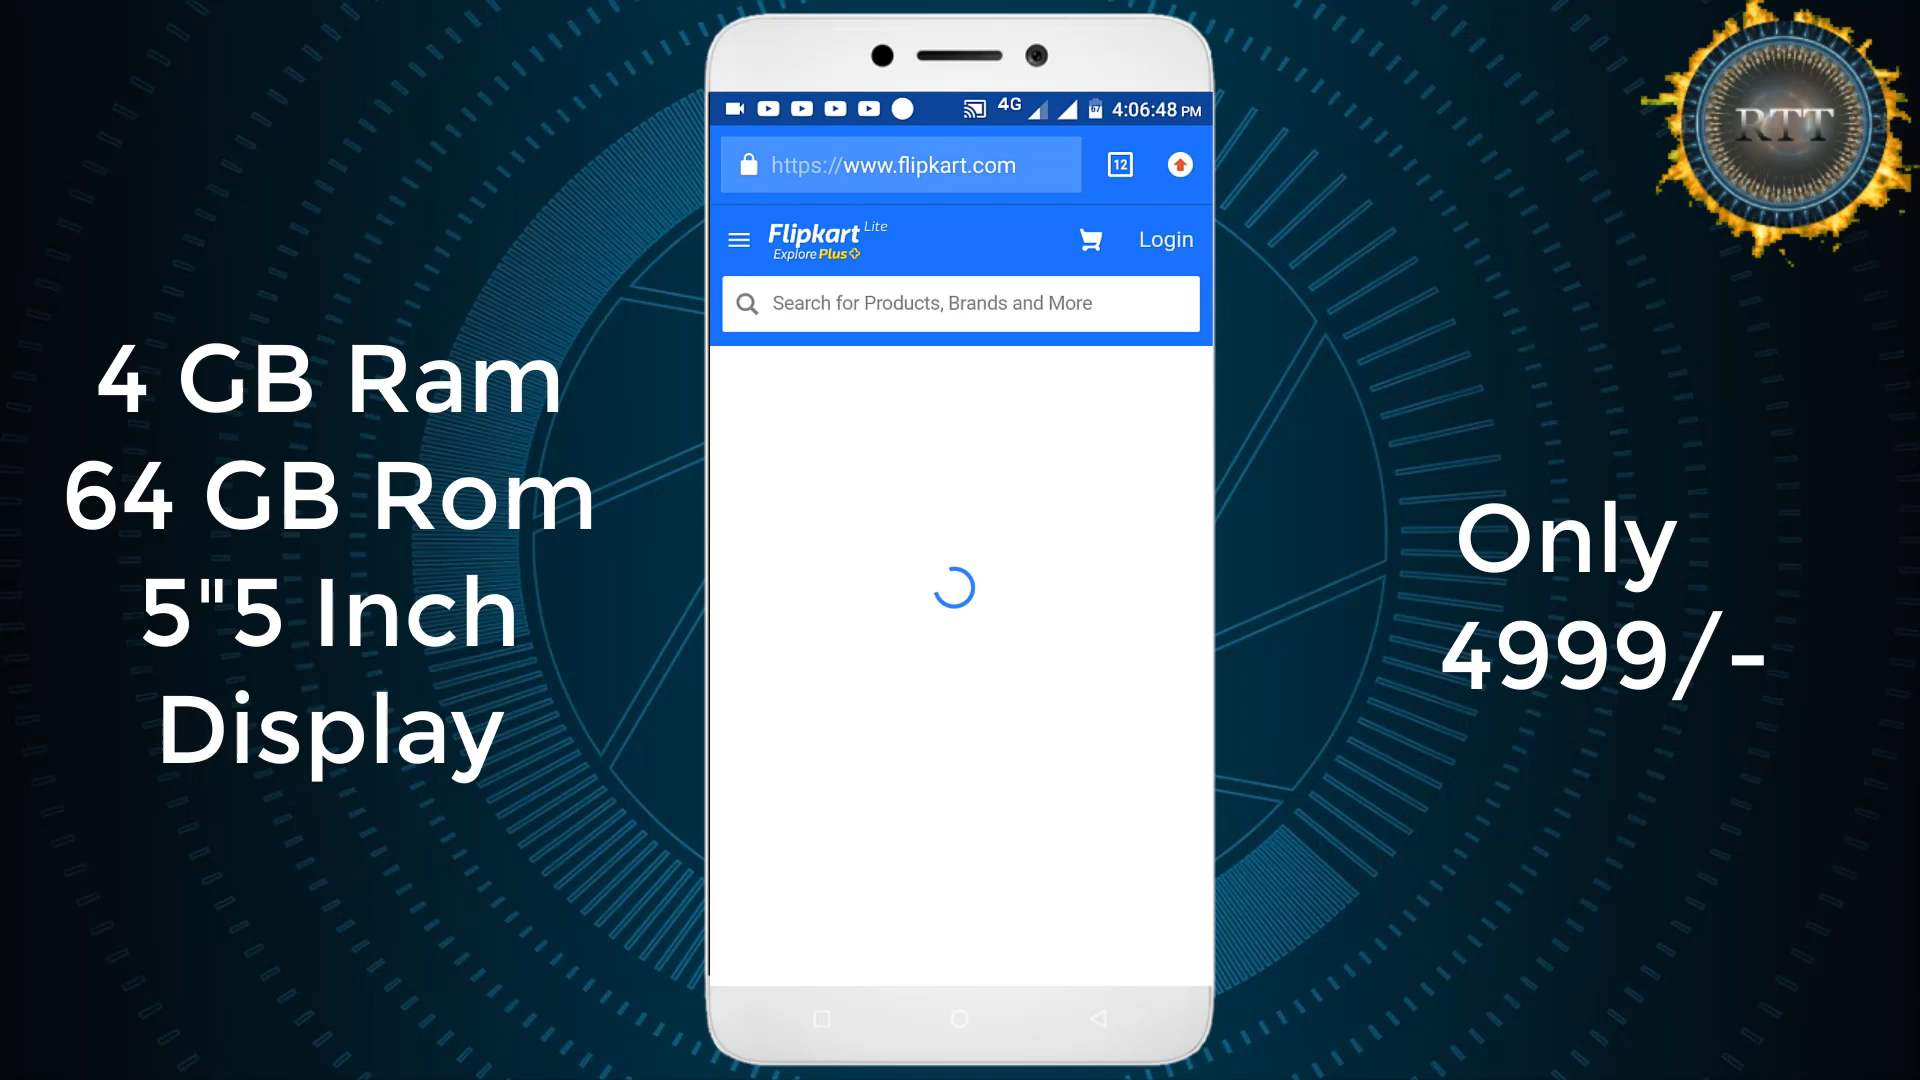 RTT
4G
67
4:06:48 PM
https://www.flipkart.com
12
Flipkart Lite
Explore Plus
Login
Search for Products, Brands and More
4 GB Ram
64 GB Rom
5"5 Inch
Display
Only
4999/-